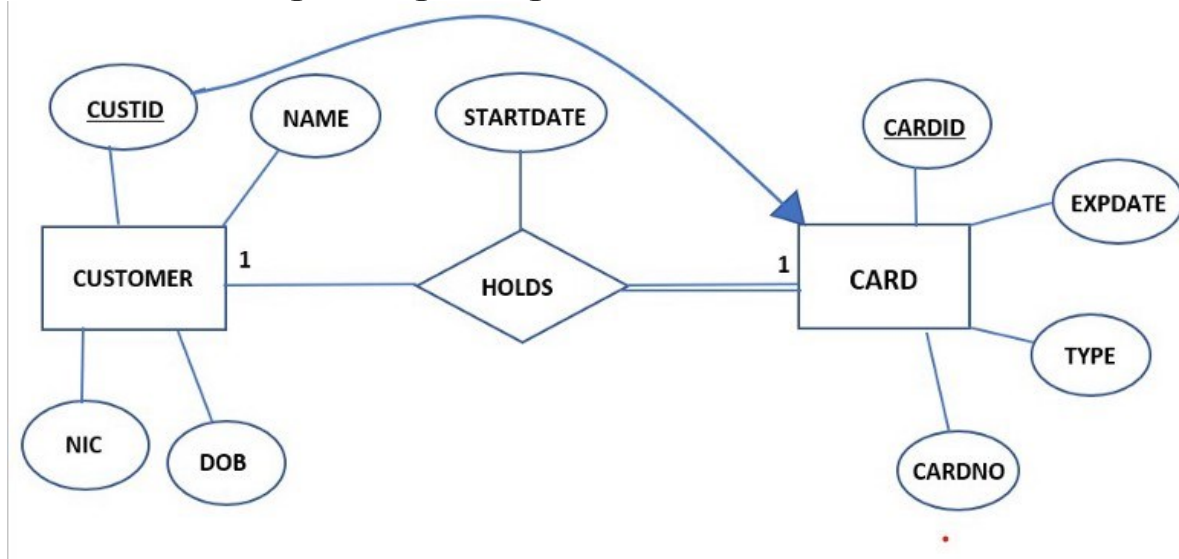 CUSTID
NAME
STARTDATE
CARDID
EXPDATE
CUSTOMER
1
HOLDS
1
CARD
TYPE
NIC
DOB
CARDNO